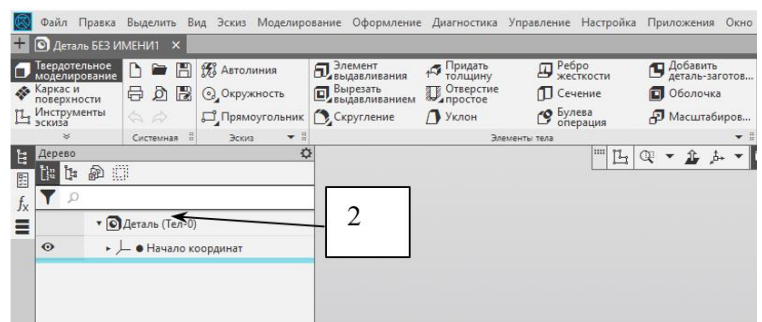 Файл Правка Выделить Вид Эскиз Моделирование Оформление Диагностика Управление Настройка Приложения Окно
Деталь БЕЗ ИМЕНИ1
Твердотельное моделирование
Автолиния
Элемент выдавливания
Придать толщину
Ребро жесткости
Добавить деталь-заготов...
Каркас и поверхности
Окружность
Вырезать выдавливанием
Отверстие простое
Сечение
Оболочка
Инструменты эскиза
Прямоугольник
Скругление
Уклон
Булева операция
Масштабиров...
Системная
Эскиз
Элементы тела
Дерево
fx
Деталь (Тел-0)
Начало координат
2